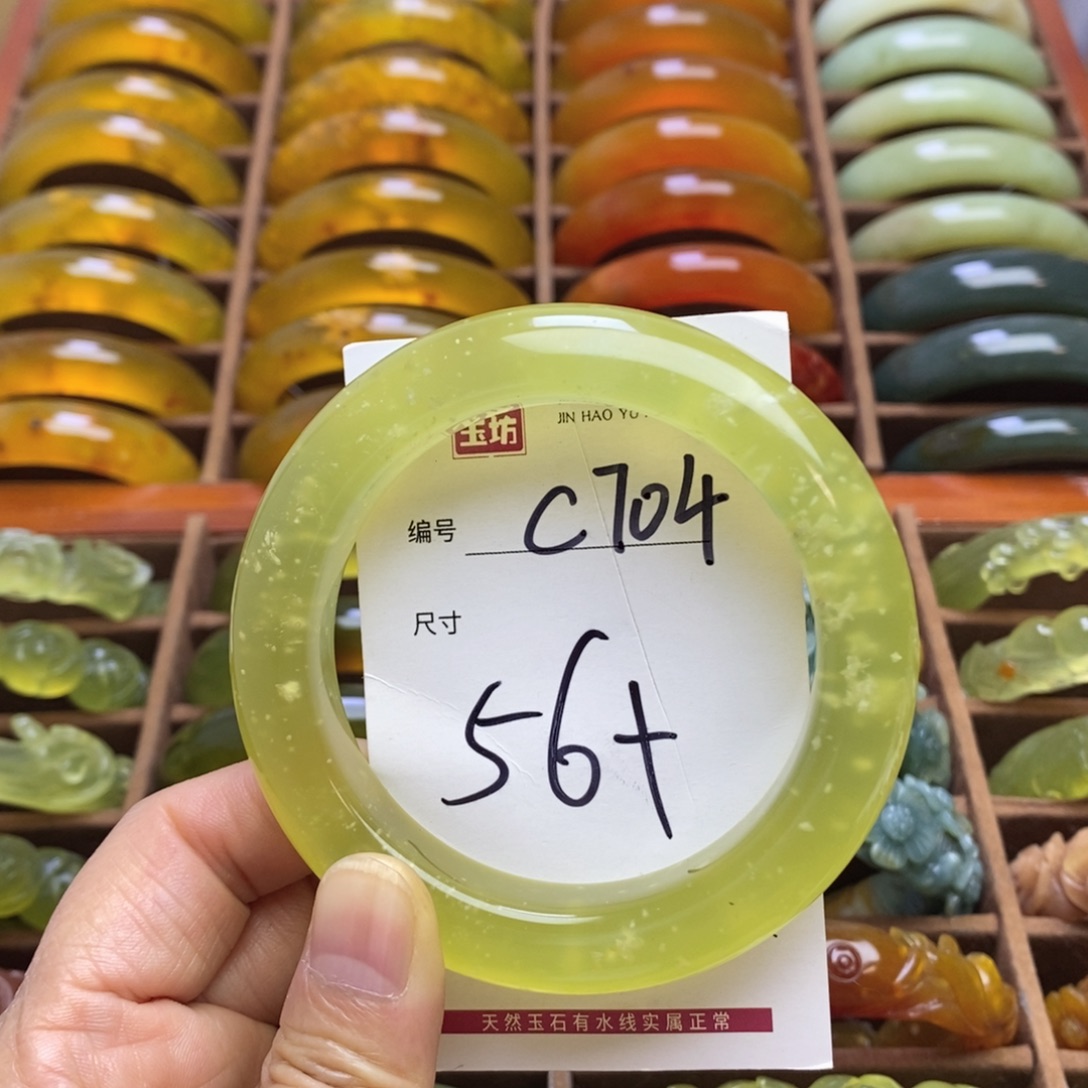 玉坊
JIN HAO YU
编号 C704
尺寸
56+
天然玉石有水线实属正常